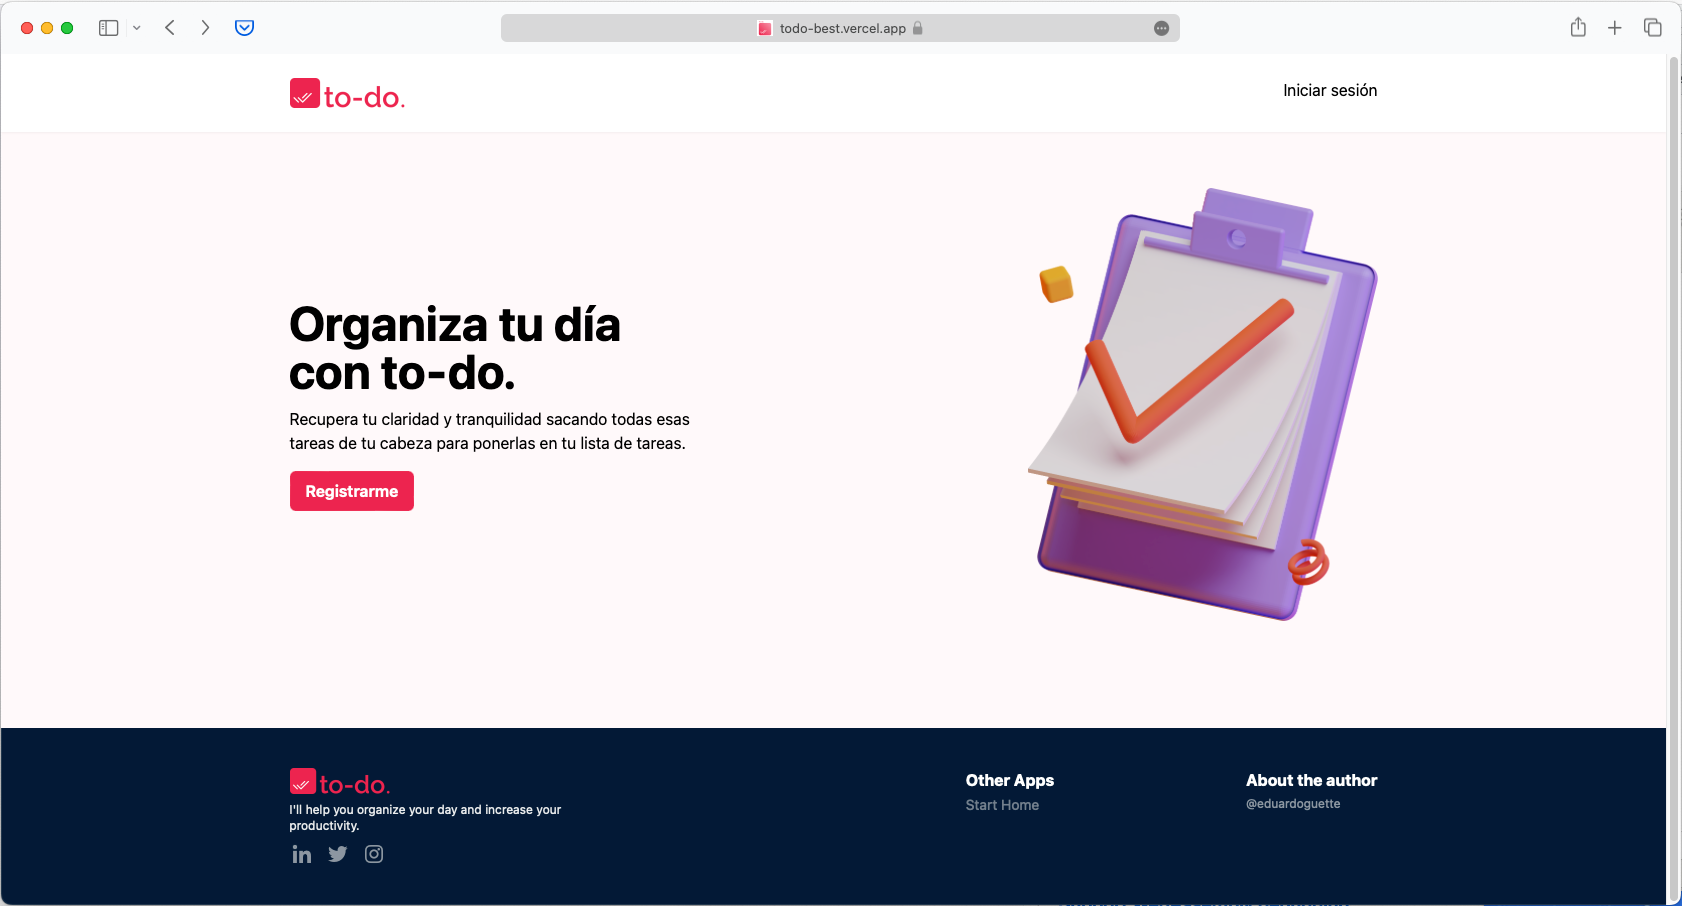 todo-best.vercel.app
to-do.
Iniciar sesión
Organiza tu día
con to-do.
Recupera tu claridad y tranquilidad sacando todas esas
tareas de tu cabeza para ponerlas en tu lista de tareas.
Registrarme
to-do.
I'll help you organize your day and increase your
productivity.
Other Apps
Start Home
About the author
@eduardoguette